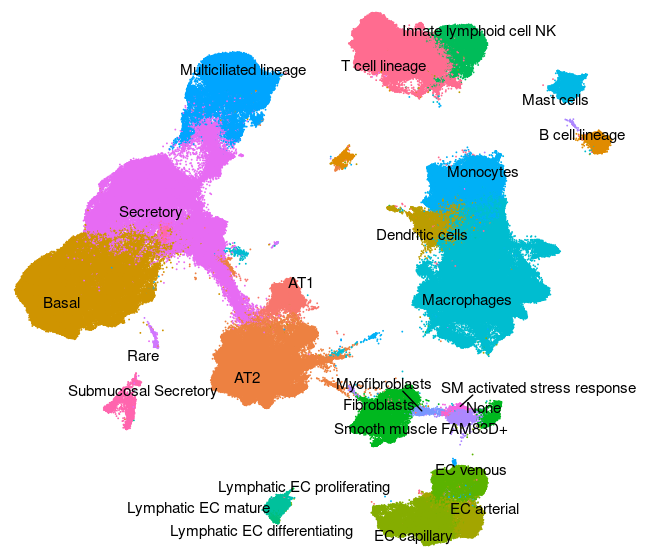 Innate lymphoid cell NK
T cell lineage
Multiciliated lineage
Mast cells
B cell lineage
Monocytes
Secretory
Dendritic cells
AT1
Macrophages
Basal
Rare
AT2
Myofibroblasts
SM activated stress response
Submucosal Secretory
Fibroblasts
None
Smooth muscle FAM83D+
EC venous
Lymphatic EC proliferating
Lymphatic EC mature
EC arterial
Lymphatic EC differentiating
EC capillary